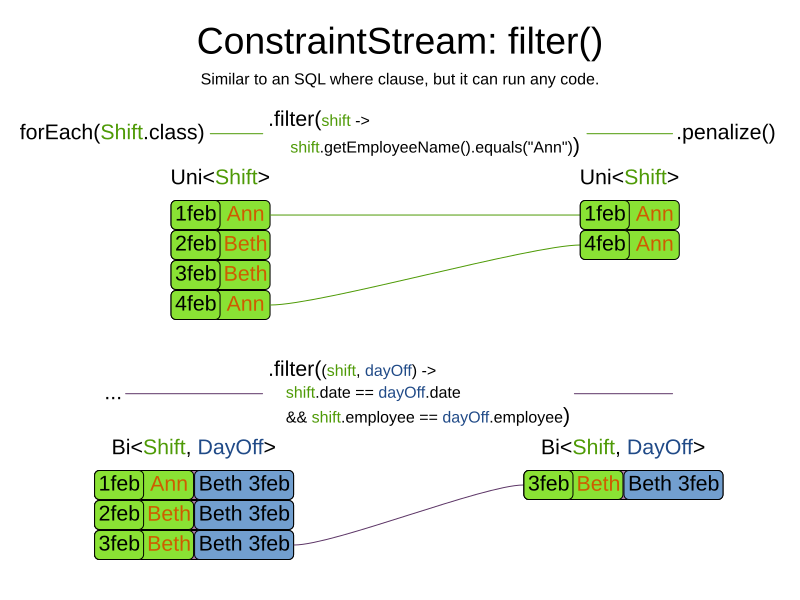 ConstraintStream: filter()
Similar to an SQL where clause, but it can run any code.
forEach(Shift.class)
.filter(shift ->
shift.getEmployeeName().equals("Ann"))
.penalize()
Uni<Shift>
1feb Ann
2feb Beth
3feb Beth
4feb Ann
Uni<Shift>
1feb Ann
4feb Ann
...
.filter((shift, dayOff) ->
shift.date == dayOff.date
&& shift.employee == dayOff.employee)
Bi<Shift, DayOff>
1feb Ann Beth 3feb
2feb Beth Beth 3feb
3feb Beth Beth 3feb
Bi<Shift, DayOff>
3feb Beth Beth 3feb